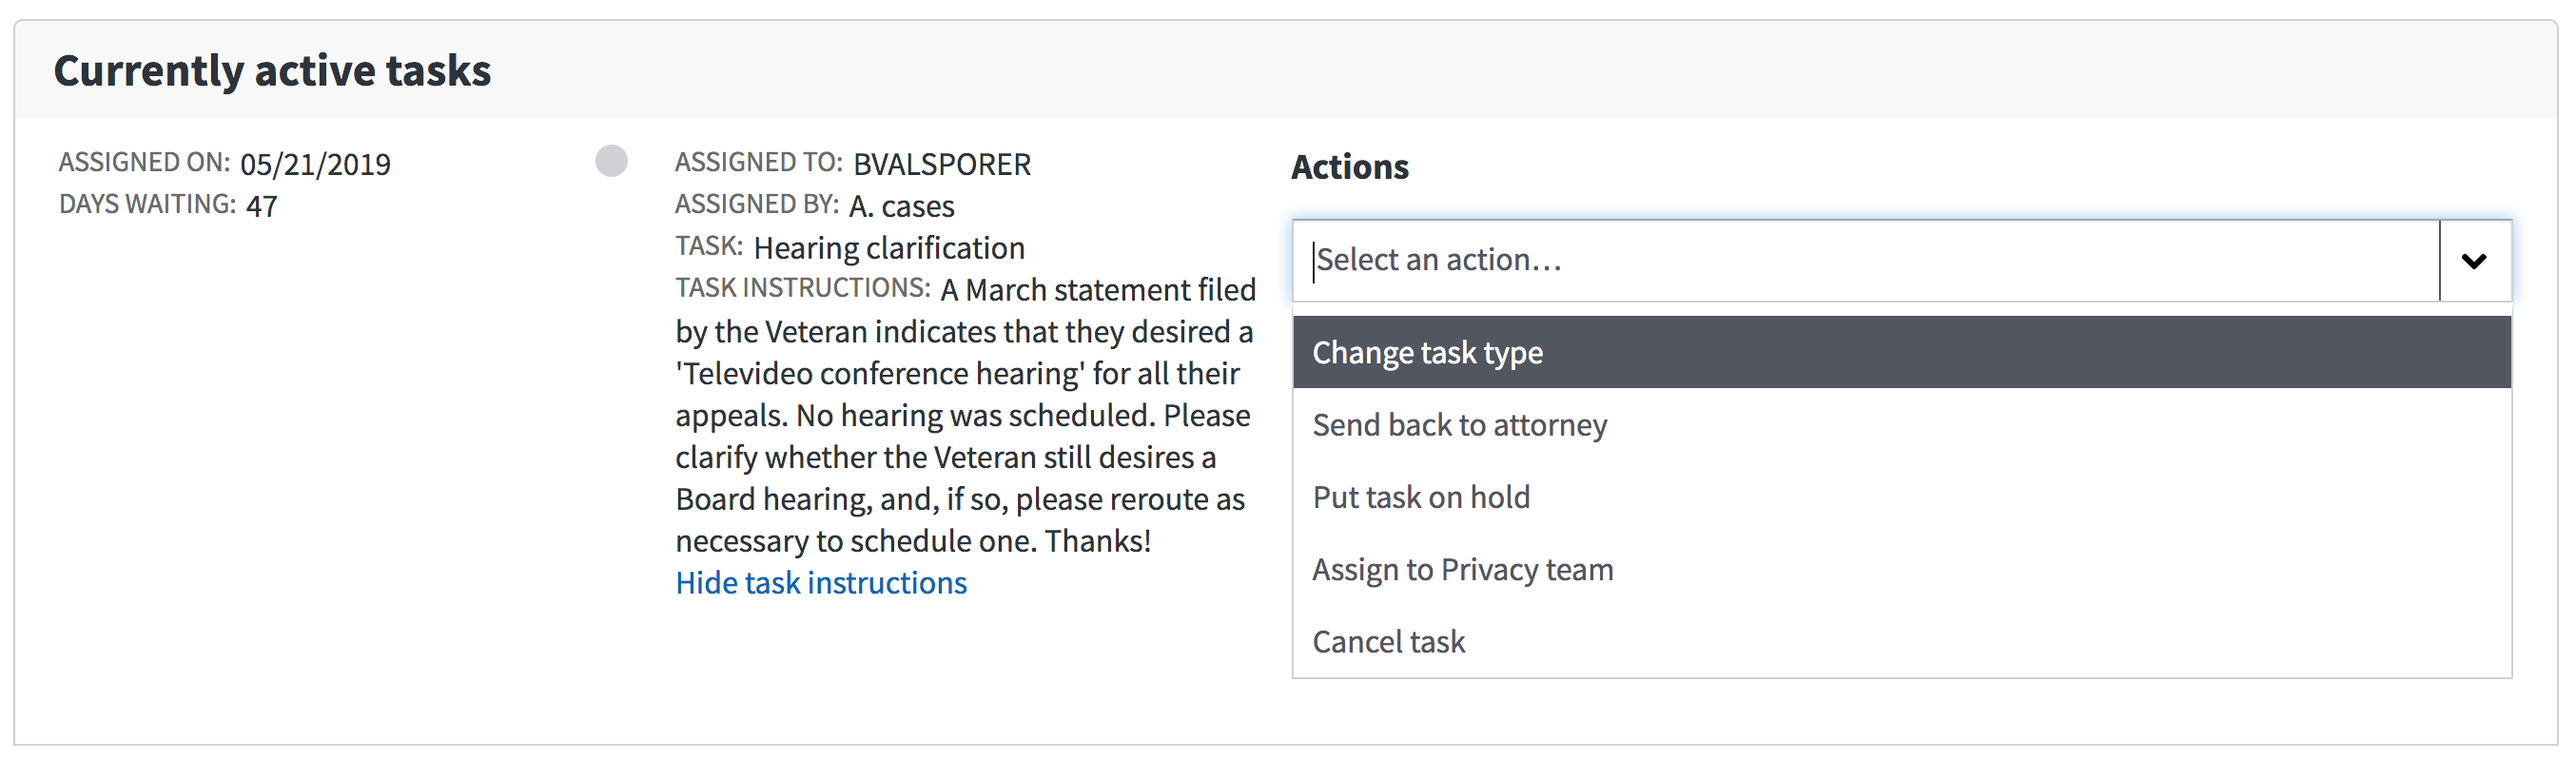 Currently active tasks
ASSIGNED ON: 05/21/2019
DAYS WAITING: 47
ASSIGNED TO: BVALSPORER
ASSIGNED BY: A. cases
TASK: Hearing clarification
TASK INSTRUCTIONS: A March statement filed
by the Veteran indicates that they desired a
'Televideo conference hearing' for all their
appeals. No hearing was scheduled. Please
clarify whether the Veteran still desires a
Board hearing, and, if so, please reroute as
necessary to schedule one. Thanks!
Hide task instructions
Actions
Select an action...
Change task type
Send back to attorney
Put task on hold
Assign to Privacy team
Cancel task